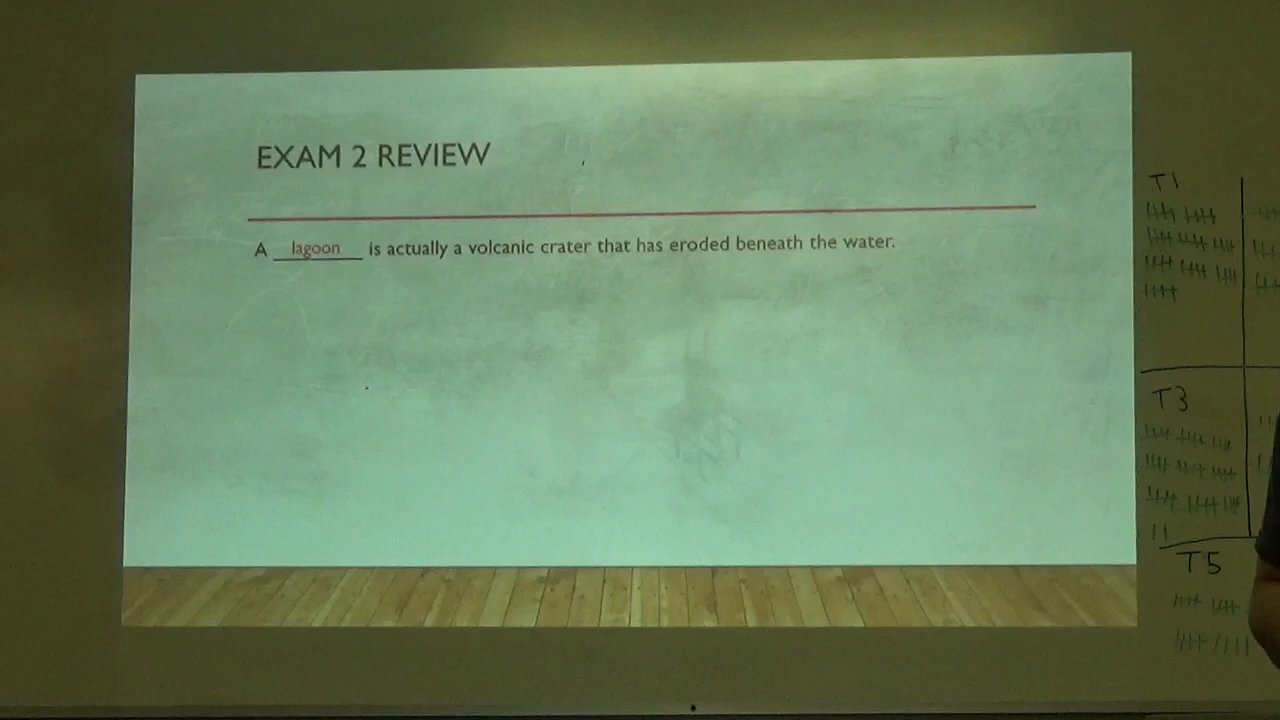 EXAM 2 REVIEW
A lagoon is actually a volcanic crater that has eroded beneath the water.
T1
T3
T5